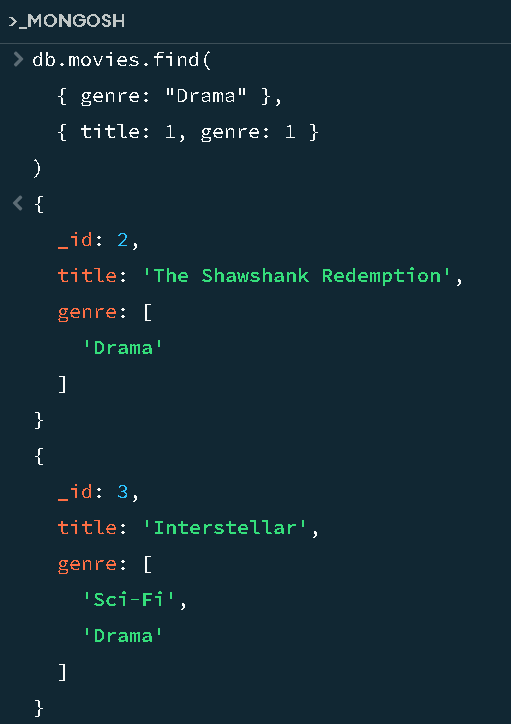 >_MONGOSH
> db.movies.find(
{ genre: "Drama" },
{ title: 1, genre: 1 }
)
< {
_id: 2,
title: 'The Shawshank Redemption',
genre: [
'Drama'
]
}
{
_id: 3,
title: 'Interstellar',
genre: [
'Sci-Fi',
'Drama'
]
}